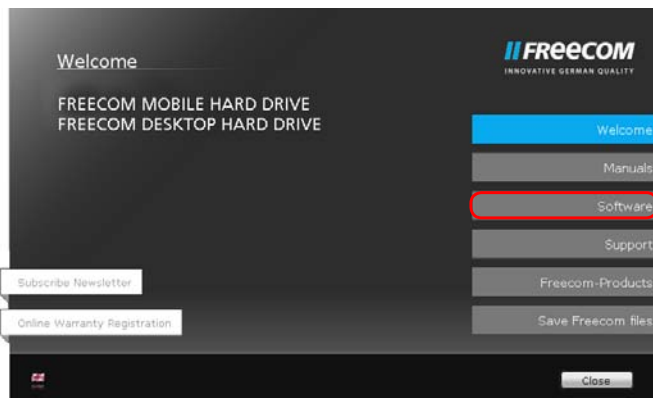 Welcome
FREECOM
INNOVATIVE GERMAN QUALITY
FREECOM MOBILE HARD DRIVE
FREECOM DESKTOP HARD DRIVE
Welcome
Manuals
Software
Support
Freecom-Products
Save Freecom files
Subscribe Newsletter
Online Warranty Registration
Close